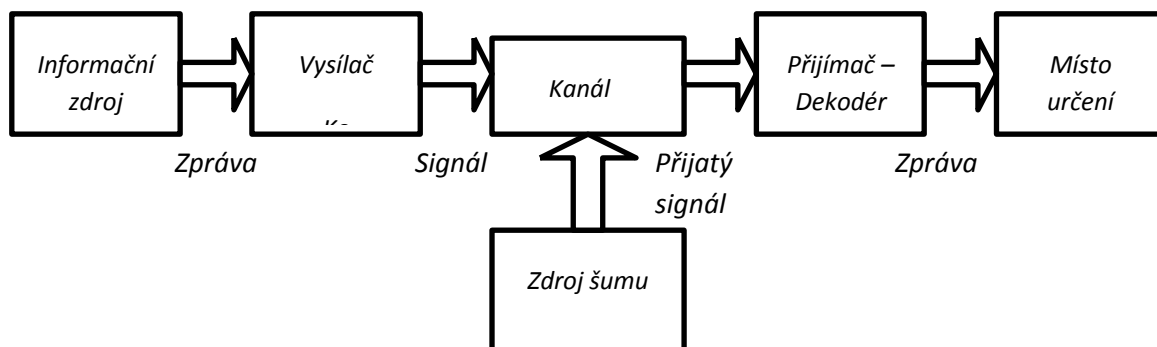 Informační
zdroj
Vysílač
Kanál
Přijímač –
Dekodér
Místo
určení
Zpráva
Signál
Přijatý
signál
Zpráva
Zdroj šumu